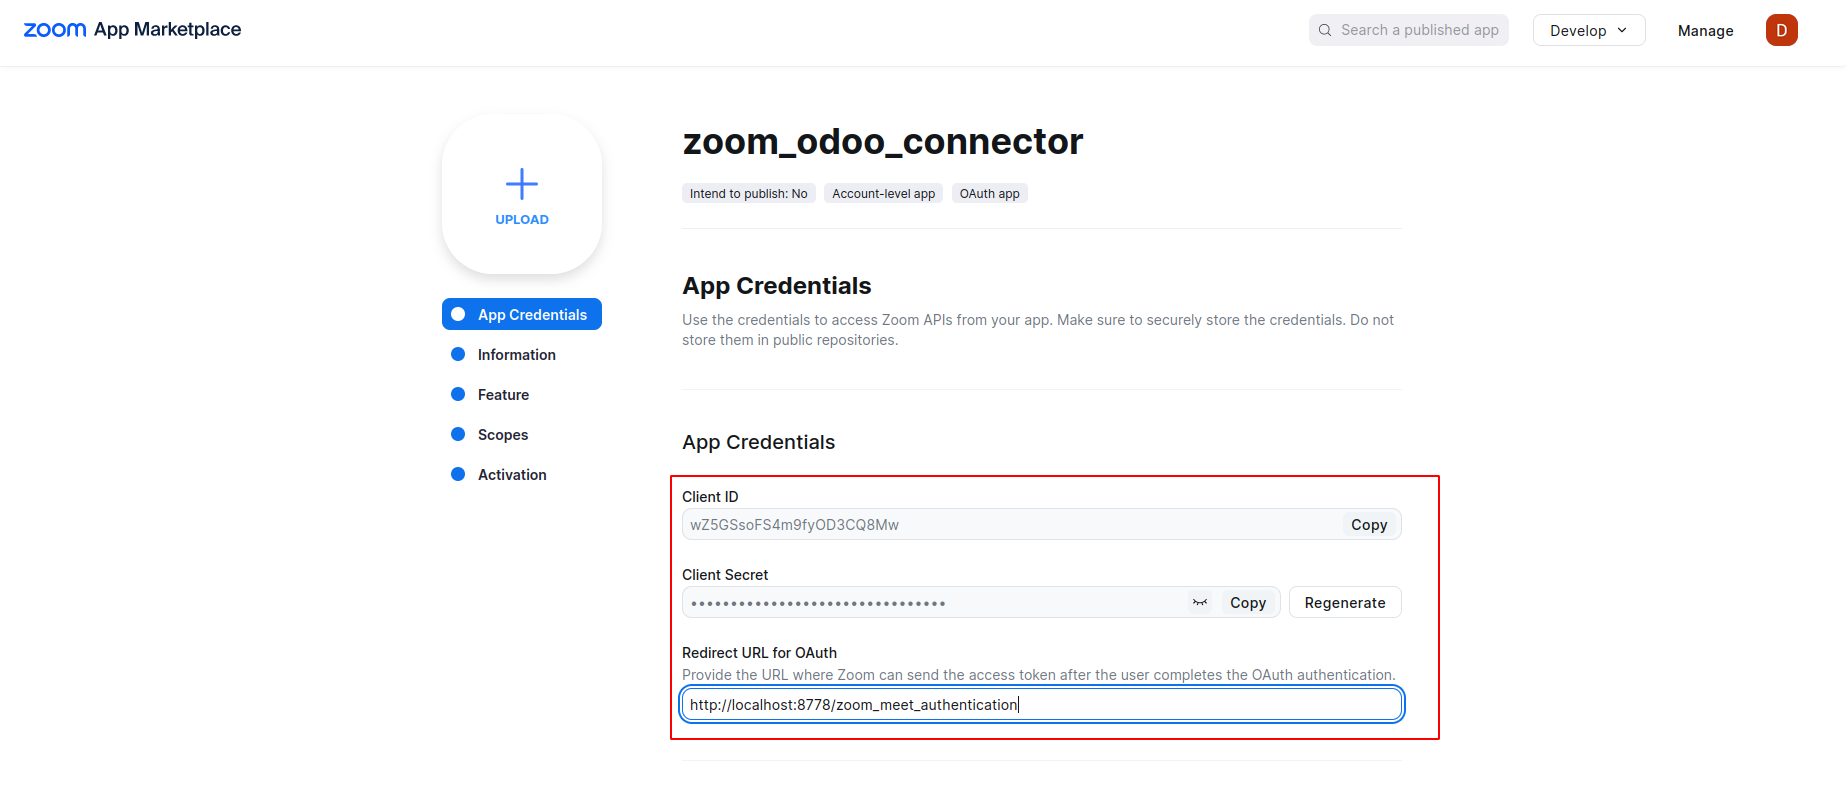 zoom App Marketplace
Search a published app
Develop
Manage
D
UPLOAD
App Credentials
Information
Feature
Scopes
Activation
zoom_odoo_connector
Intend to publish: No
Account-level app
OAuth app
App Credentials
Use the credentials to access Zoom APIs from your app. Make sure to securely store the credentials. Do not
store them in public repositories.
App Credentials
Client ID
wZ5GSsoFS4m9fyOD3CQ8Mw
Copy
Client Secret
••••••••••••••••••••••••••••••••
Copy
Regenerate
Redirect URL for OAuth
Provide the URL where Zoom can send the access token after the user completes the OAuth authentication.
http://localhost:8778/zoom_meet_authentication